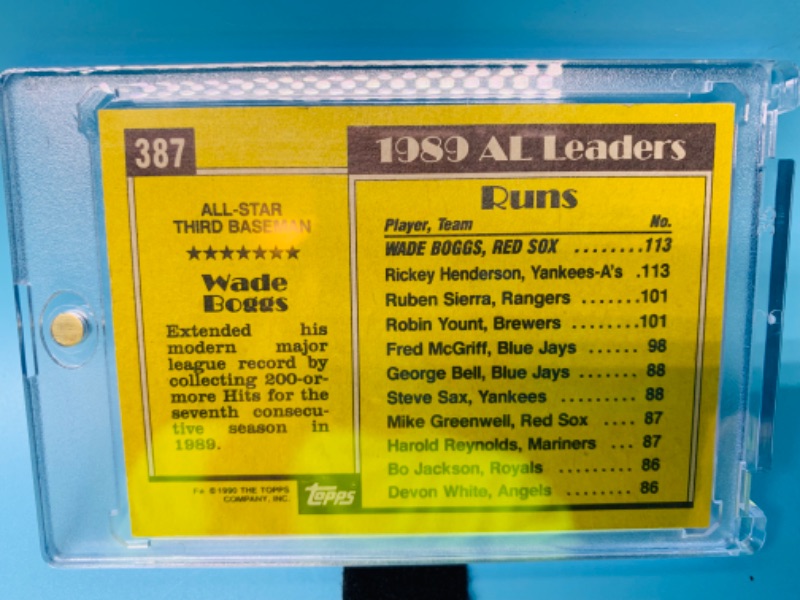 387
ALL-STAR
THIRD BASEMAN
★★★★★★★
Wade
Boggs
Extended his
modern major
league record by
collecting 200-or-
more Hits for the
seventh consecu-
tive season in
1989.
1989 AL Leaders
Runs
Player, Team No.
WADE BOGGS, RED SOX ........113
Rickey Henderson, Yankees-A's .113
Ruben Sierra, Rangers .......101
Robin Yount, Brewers ........101
Fred McGriff, Blue Jays ...... 98
George Bell, Blue Jays ....... 88
Steve Sax, Yankees ......... 88
Mike Greenwell, Red Sox .... 87
Harold Reynolds, Mariners ... 87
Bo Jackson, Royals ......... 86
Devon White, Angels ........ 86
© 1990 THE TOPPS
COMPANY, INC.
topps